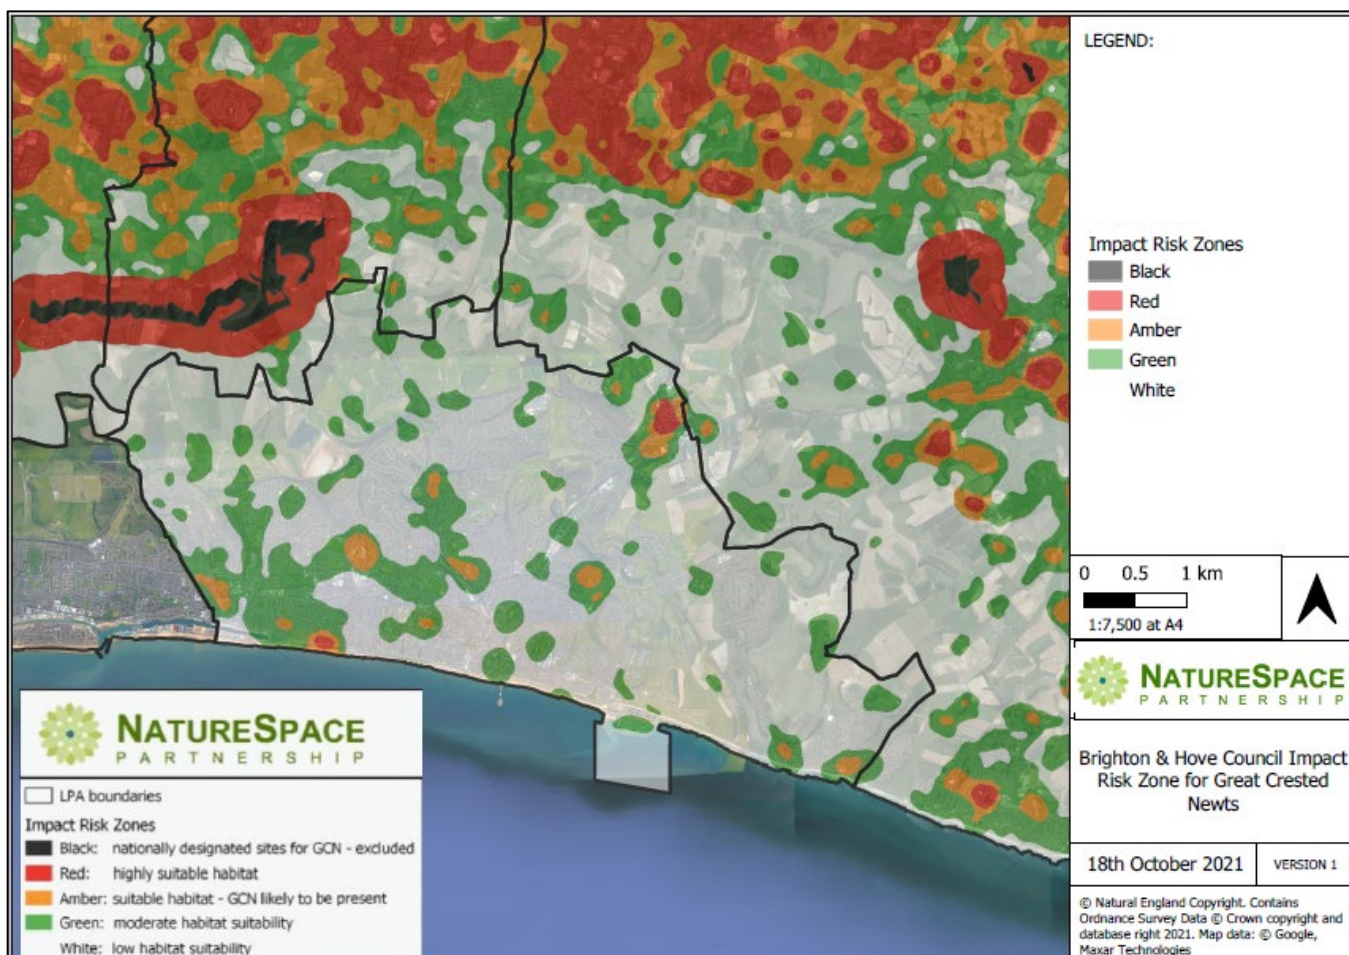 LEGEND:
Impact Risk Zones
Black
Red
Amber
Green
White
0 0.5 1 km
1:7,500 at A4
NATURESPACE
PARTNERSHIP
Brighton & Hove Council Impact
Risk Zone for Great Crested
Newts
18th October 2021
VERSION 1
© Natural England Copyright. Contains
Ordnance Survey Data © Crown copyright and
database right 2021. Map data: © Google,
Maxar Technologies
NATURESPACE
PARTNERSHIP
LPA boundaries
Impact Risk Zones
Black: nationally designated sites for GCN - excluded
Red: highly suitable habitat
Amber: suitable habitat - GCN likely to be present
Green: moderate habitat suitability
White: low habitat suitability